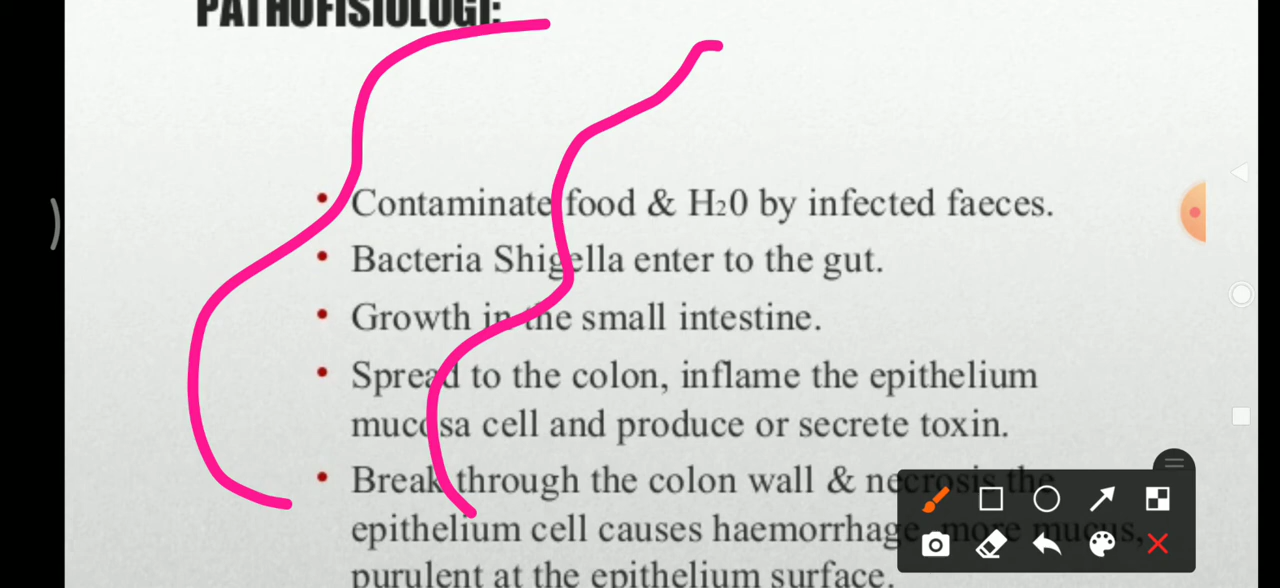 PATHOFISIOLOGI:
• Contaminate food & H₂0 by infected faeces.
• Bacteria Shigella enter to the gut.
• Growth in the small intestine.
• Spread to the colon, inflame the epithelium
mucosa cell and produce or secrete toxin.
• Break through the colon wall & necrosis the
epithelium cell causes haemorrhage, more mucus,
purulent at the epithelium surface.